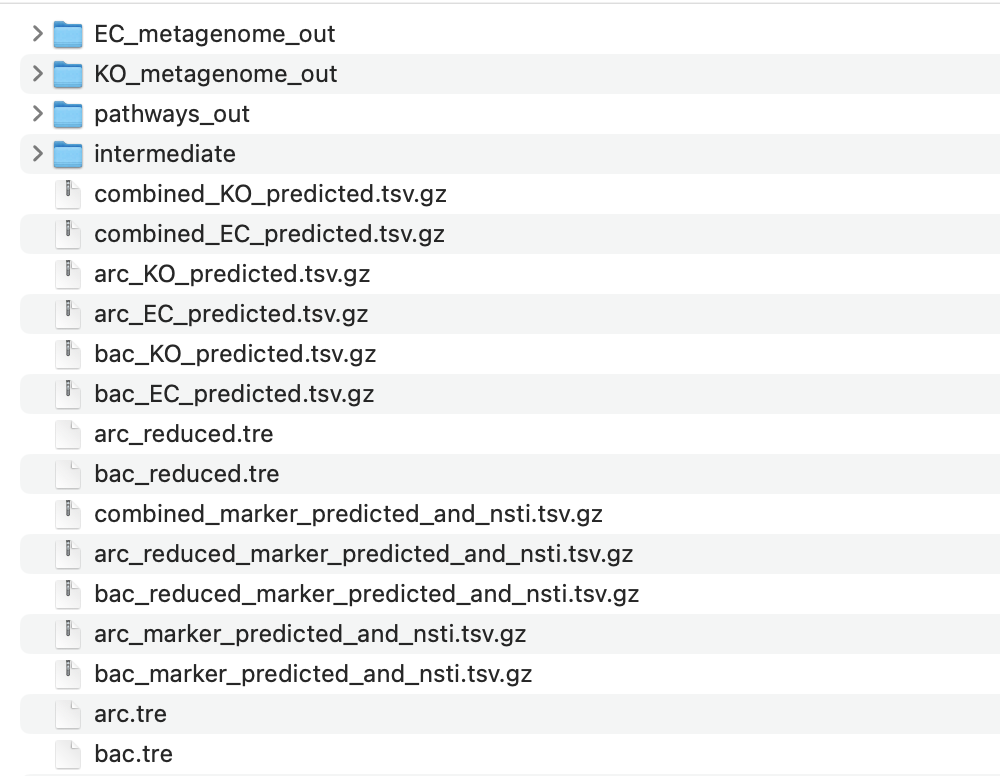 EC_metagenome_out
KO_metagenome_out
pathways_out
intermediate
combined_KO_predicted.tsv.gz
combined_EC_predicted.tsv.gz
arc_KO_predicted.tsv.gz
arc_EC_predicted.tsv.gz
bac_KO_predicted.tsv.gz
bac_EC_predicted.tsv.gz
arc_reduced.tre
bac_reduced.tre
combined_marker_predicted_and_nsti.tsv.gz
arc_reduced_marker_predicted_and_nsti.tsv.gz
bac_reduced_marker_predicted_and_nsti.tsv.gz
arc_marker_predicted_and_nsti.tsv.gz
bac_marker_predicted_and_nsti.tsv.gz
arc.tre
bac.tre